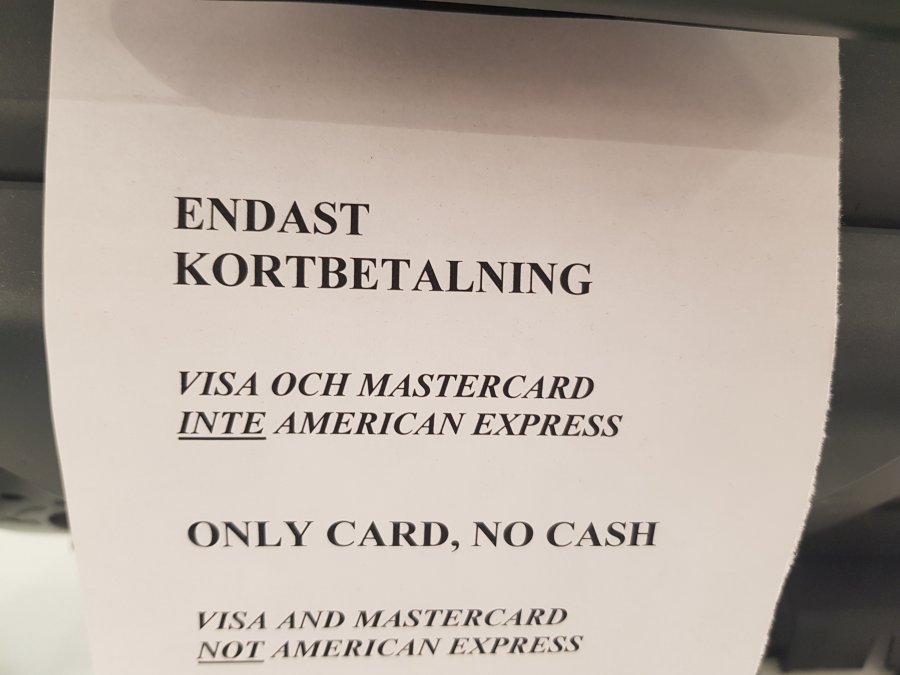 ENDAST
KORTBETALNING
VISA OCH MASTERCARD
INTE AMERICAN EXPRESS
ONLY CARD, NO CASH
VISA AND MASTERCARD
NOT AMERICAN EXPRESS